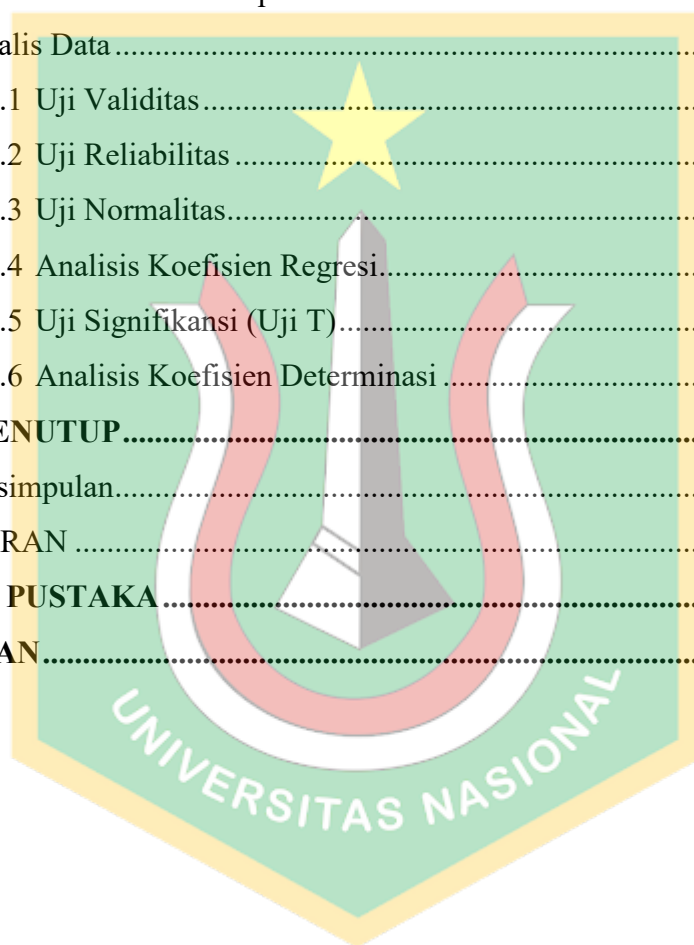 alis Data
.1 Uji Validitas
.2 Uji Reliabilitas
.3 Uji Normalitas
.4 Analisis Koefisien Regresi
.5 Uji Signifikansi (Uji T)
.6 Analisis Koefisien Determinasi
ENUTUP
simpulan
RAN
PUSTAKA
AN
UNIVERSITAS NASIONAL